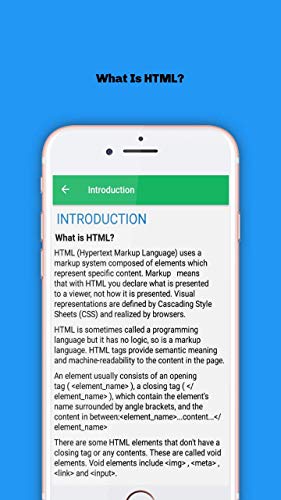 What Is HTML?
Introduction
INTRODUCTION
What is HTML?
HTML (Hypertext Markup Language) uses a
markup system composed of elements which
represent specific content. Markup means
that with HTML you declare what is presented
to a viewer, not how it is presented. Visual
representations are defined by Cascading Style
Sheets (CSS) and realized by browsers.
HTML is sometimes called a programming
language but it has no logic, so is a markup
language. HTML tags provide semantic meaning
and machine-readability to the content in the page.
An element usually consists of an opening
tag ( <element_name> ), a closing tag ( </
element_name> ), which contain the element's
name surrounded by angle brackets, and the
content in between:<element_name>...content...</
element_name>
There are some HTML elements that don't have a
closing tag or any contents. These are called void
elements. Void elements include <img> , <meta> ,
<link> and <input>.